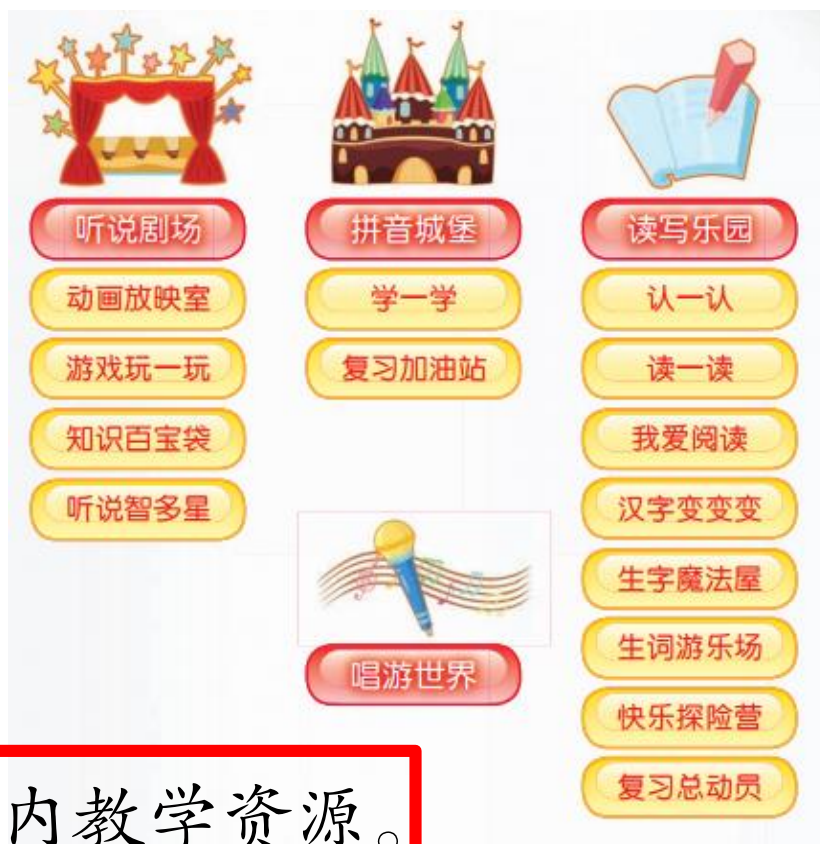 听说剧场
动画放映室
游戏玩一玩
知识百宝袋
听说智多星
拼音城堡
学一学
复习加油站
唱游世界
读写乐园
认一认
读一读
我爱阅读
汉字变变变
生字魔法屋
生词游乐场
快乐探险营
复习总动员
内教学资源。